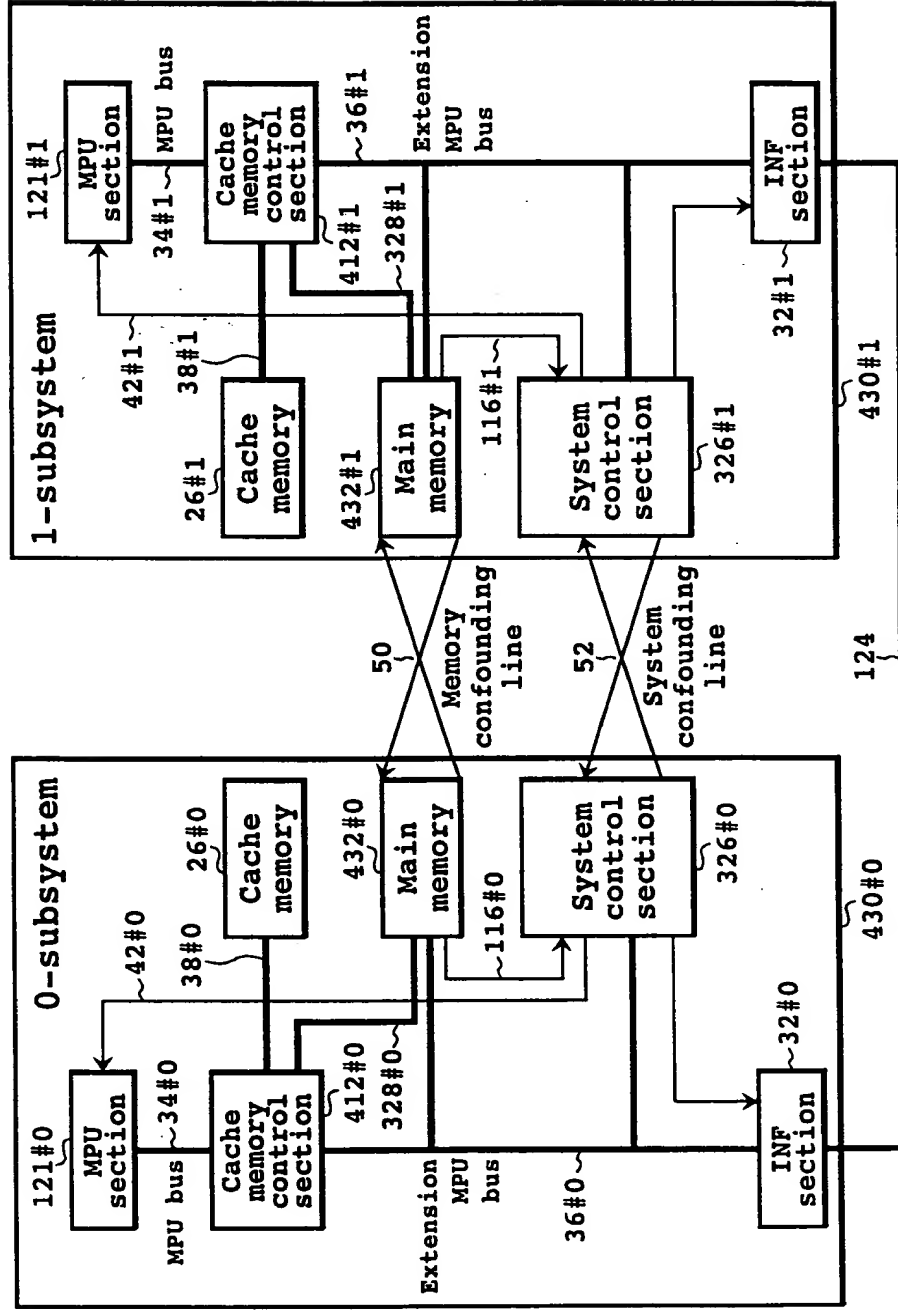 0-subsystem
121#0
MPU
section
MPU bus
34#0
42#0
Cache
memory
control
section
412#0
38#0
26#0
Cache
memory
328#0
432#0
Main
memory
116#0
Extension
MPU
bus
36#0
System
control
section
326#0
INF
section
32#0
430#0
50
Memory
confounding
line
52
System
confounding
line
124
1-subsystem
121#1
MPU
section
34#1
MPU bus
42#1
Cache
memory
control
section
412#1
38#1
26#1
Cache
memory
328#1
36#1
432#1
Main
memory
116#1
Extension
MPU
bus
System
control
section
326#1
INF
section
32#1
430#1